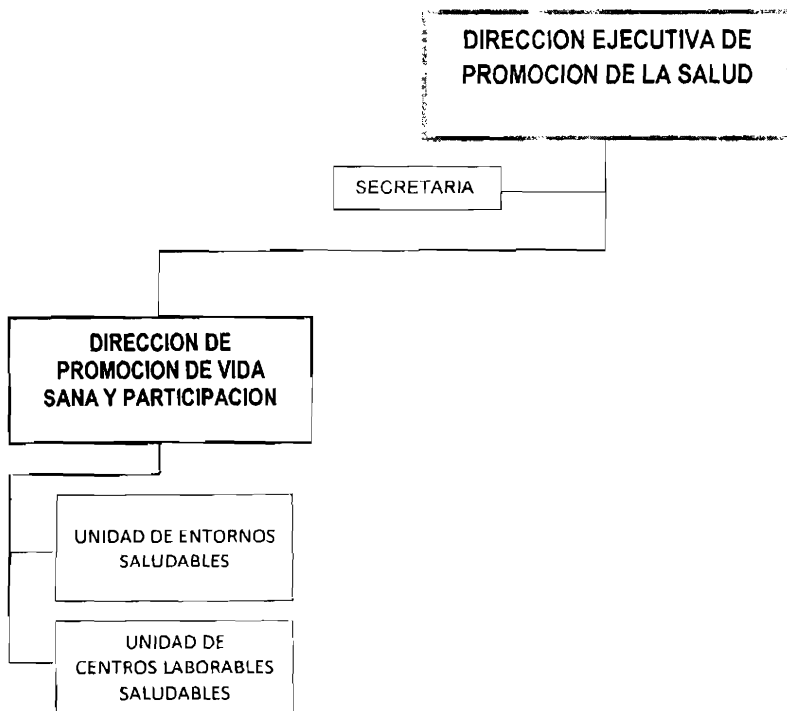 DIRECCION EJECUTIVA DE
PROMOCION DE LA SALUD
SECRETARIA
DIRECCION DE
PROMOCION DE VIDA
SANA Y PARTICIPACION
UNIDAD DE ENTORNOS
SALUDABLES
UNIDAD DE
CENTROS LABORABLES
SALUDABLES